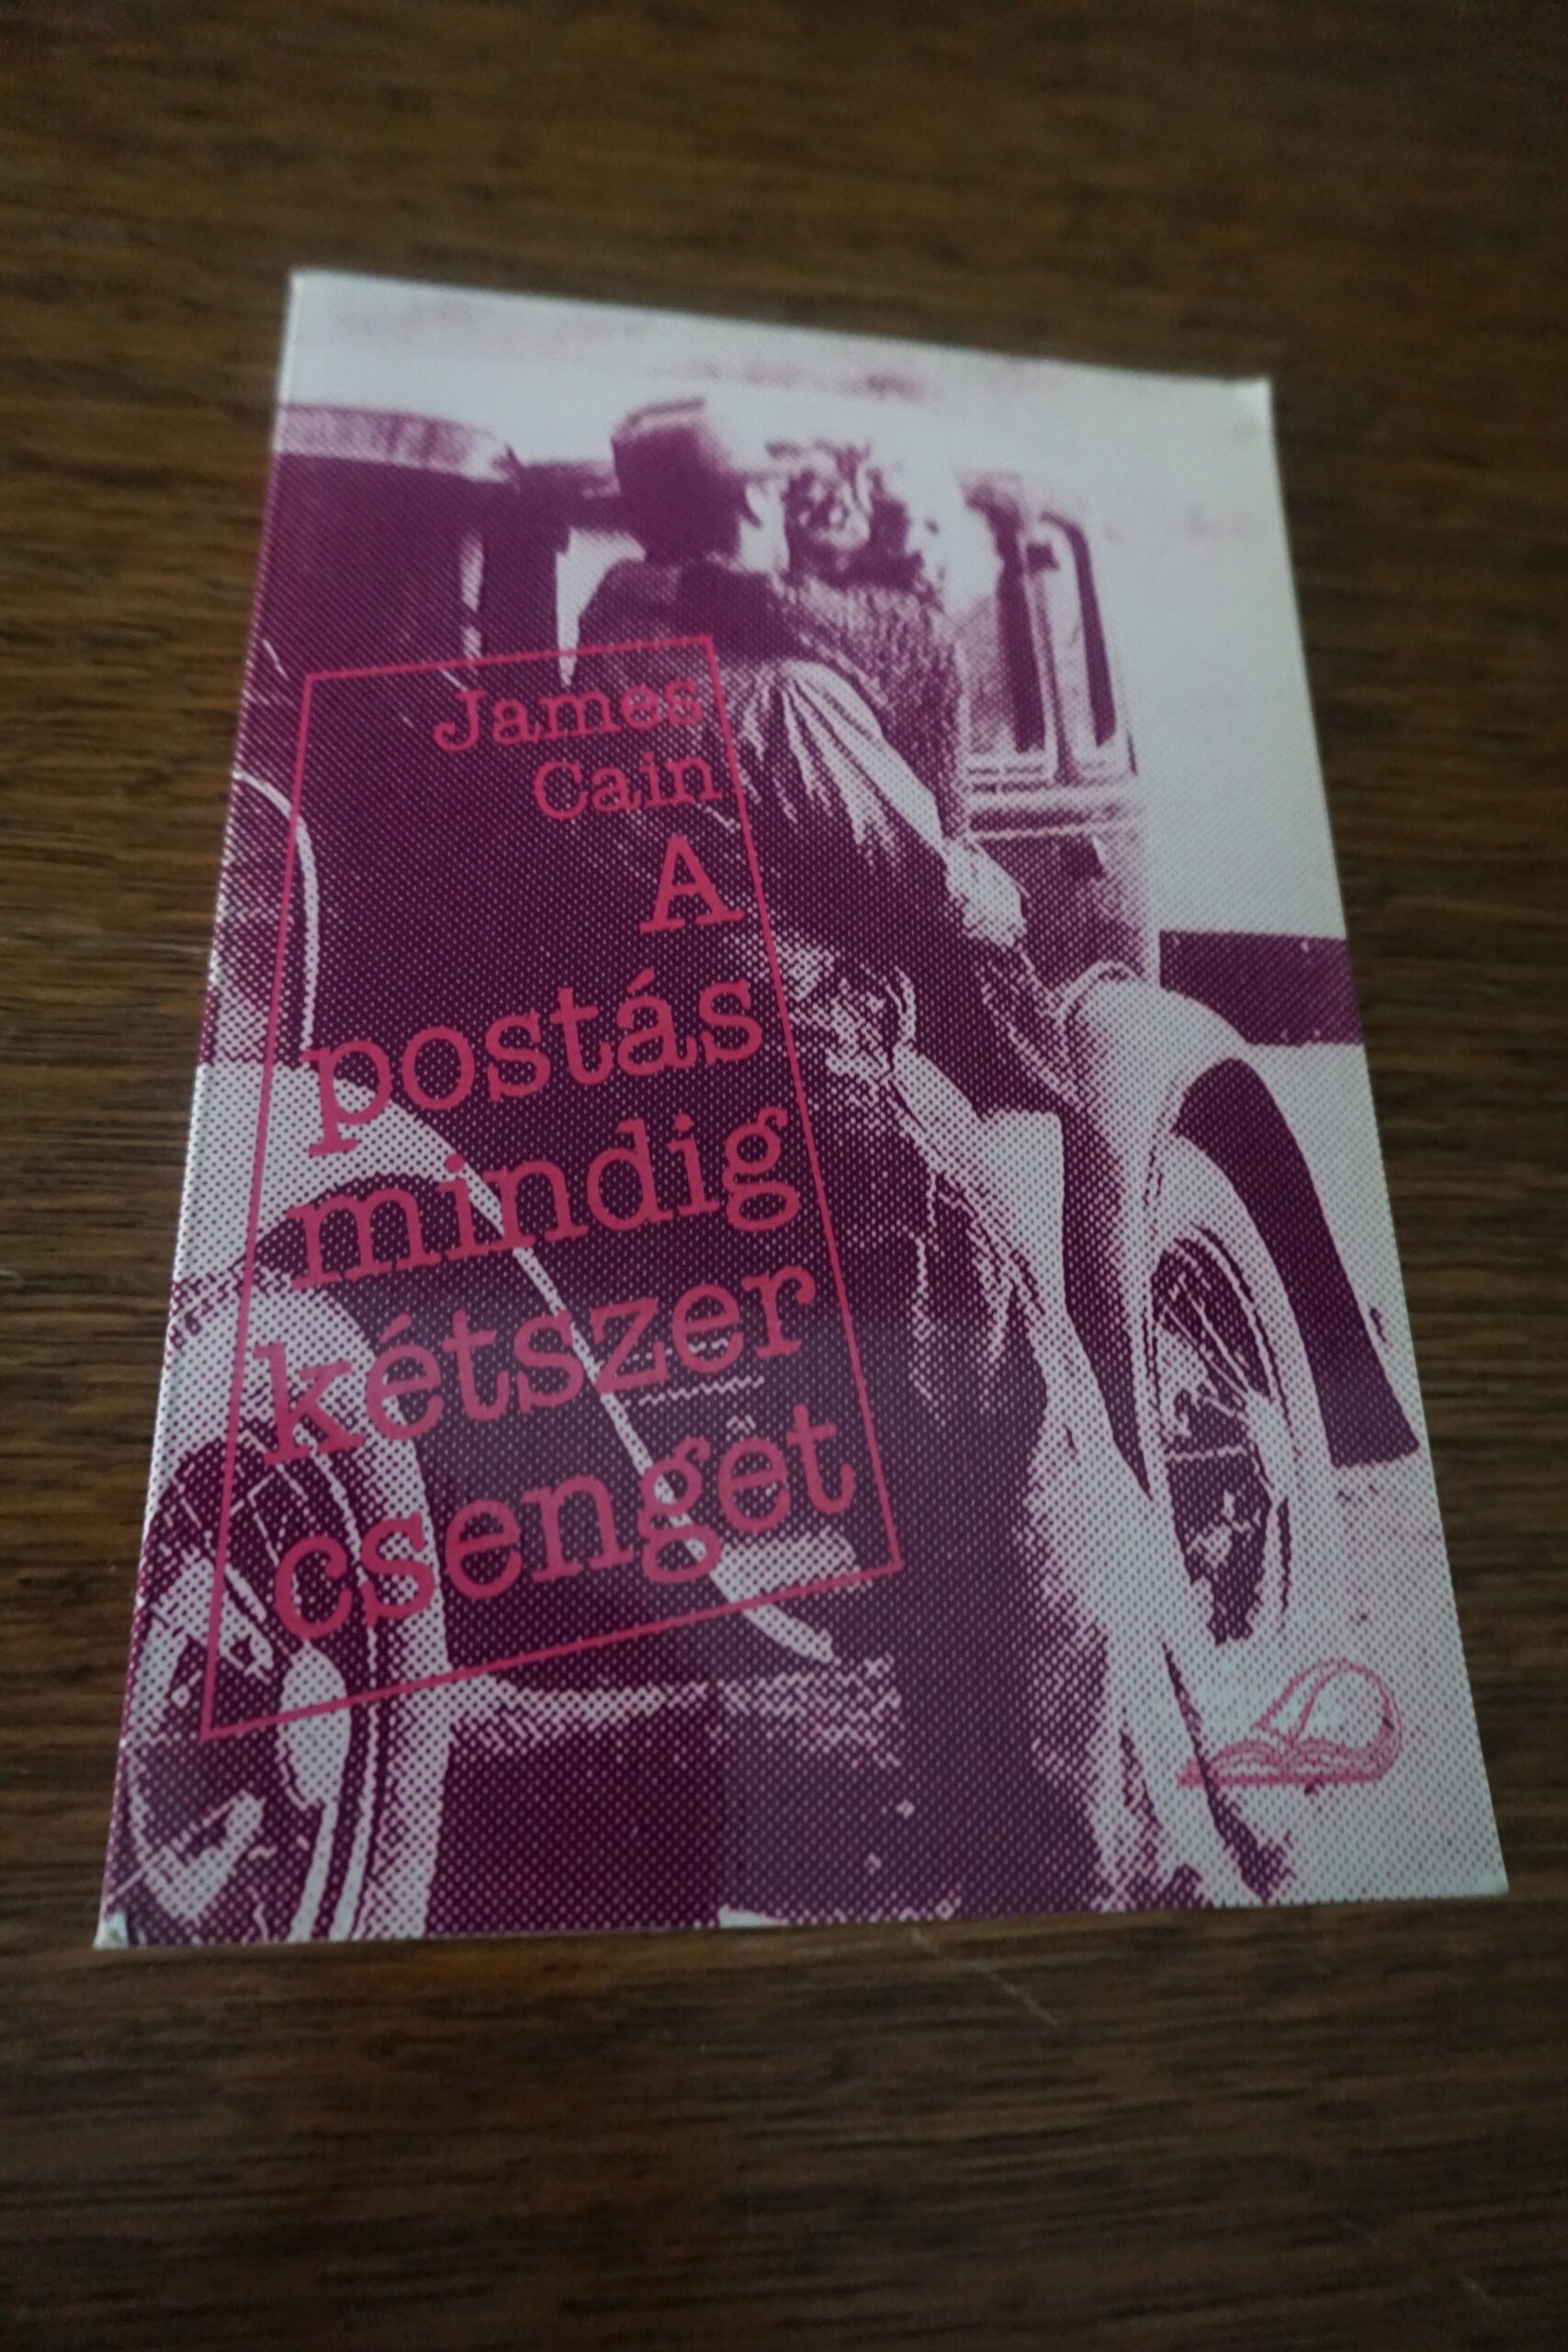 James
Cain
A
postás
mindig
kétszer
csenget